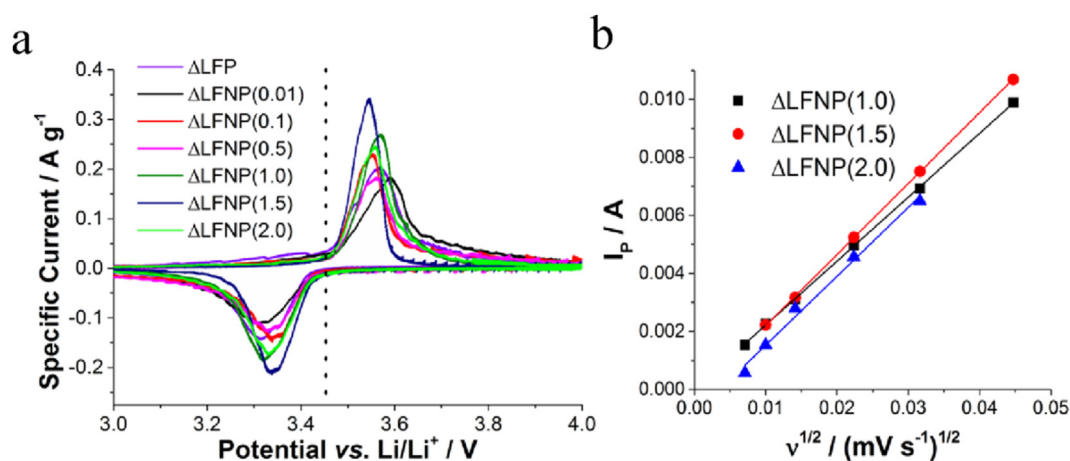 a
ΔLFP
ΔLFNP(0.01)
ΔLFNP(0.1)
ΔLFNP(0.5)
ΔLFNP(1.0)
ΔLFNP(1.5)
ΔLFNP(2.0)
Specific Current / A g⁻¹
0.4
0.3
0.2
0.1
0.0
-0.1
-0.2
3.0 3.2 3.4 3.6 3.8 4.0
Potential vs. Li/Li⁺ / V
b
ΔLFNP(1.0)
ΔLFNP(1.5)
ΔLFNP(2.0)
I_P / A
0.010
0.008
0.006
0.004
0.002
0.000
0.00 0.01 0.02 0.03 0.04 0.05
ν^1/2 / (mV s⁻¹)^1/2